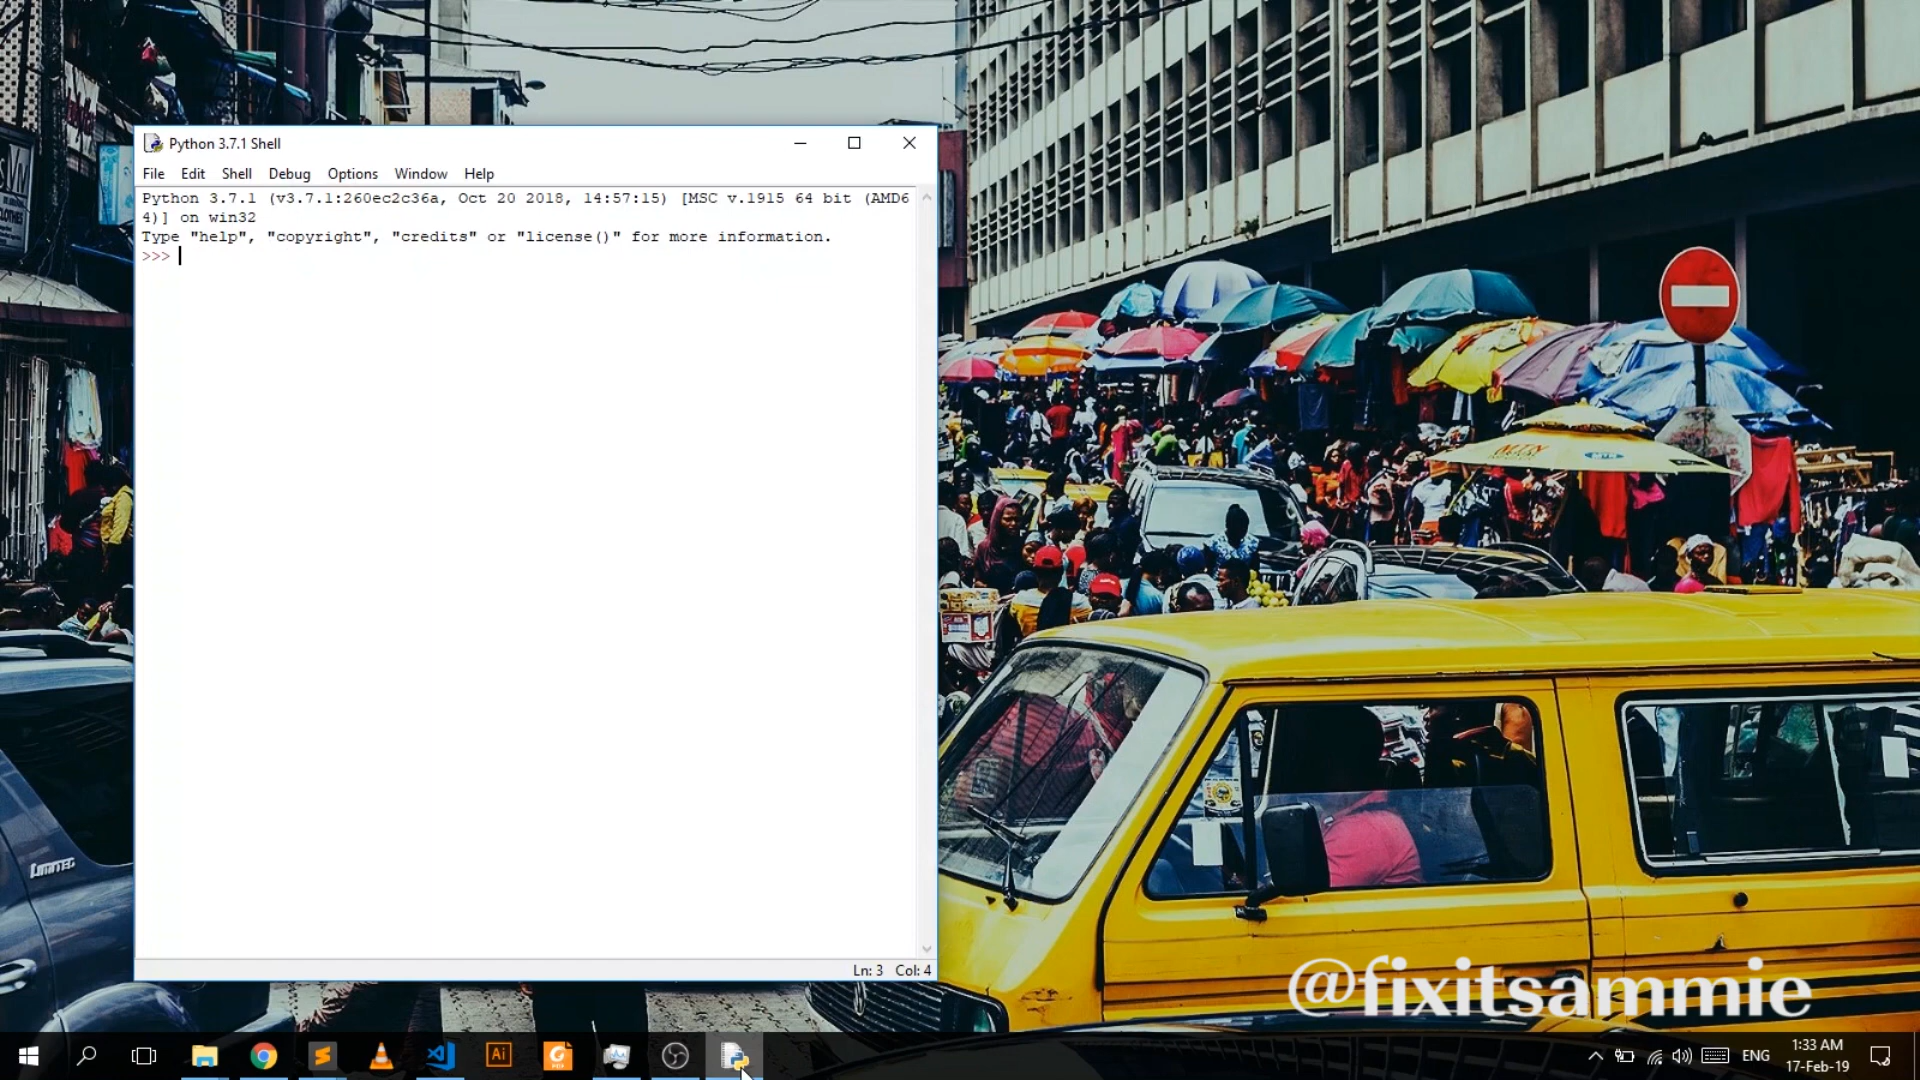 Python 3.7.1 Shell
File Edit Shell Debug Options Window Help
Python 3.7.1 (v3.7.1:260ec2c36a, Oct 20 2018, 14:57:15) [MSC v.1915 64 bit (AMD6
4)] on win32
Type "help", "copyright", "credits" or "license()" for more information.
>>>
Ln: 3 Col: 4
LIMITED
@fixitsammie
Ai
ENG
1:33 AM
17-Feb-19